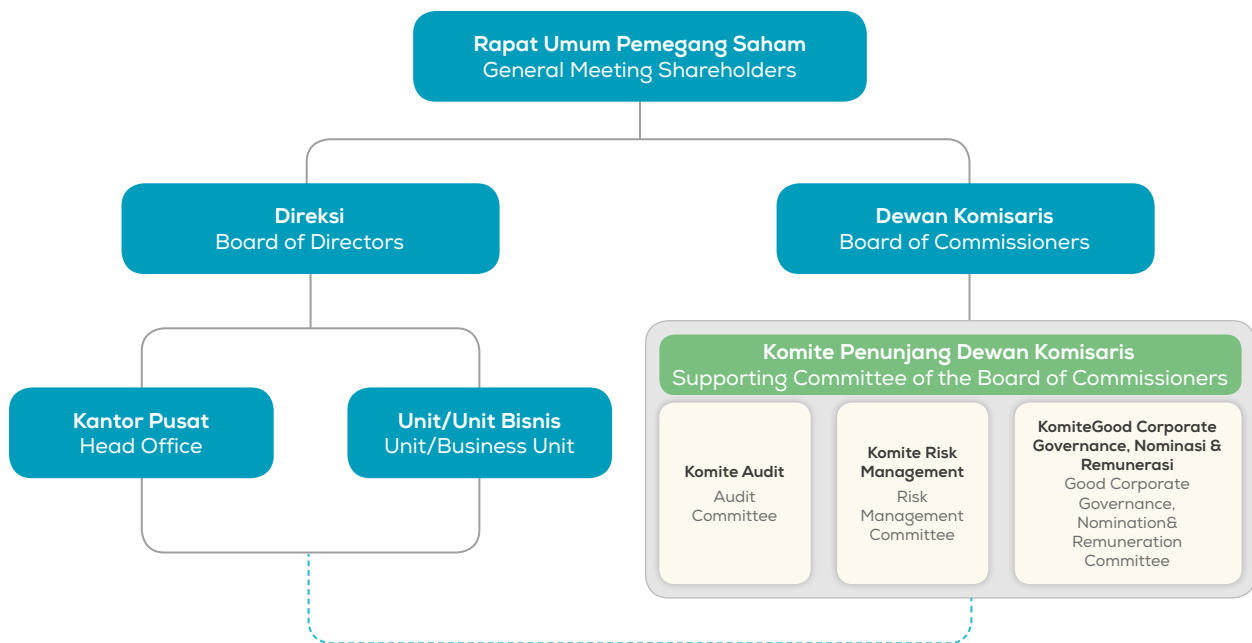 Rapat Umum Pemegang Saham
General Meeting Shareholders
Direksi
Board of Directors
Dewan Komisaris
Board of Commissioners
Kantor Pusat
Head Office
Unit/Unit Bisnis
Unit/Business Unit
Komite Penunjang Dewan Komisaris
Supporting Committee of the Board of Commissioners
Komite Audit
Audit
Committee
Komite Risk
Management
Risk
Management
Committee
KomiteGood Corporate
Governance, Nominasi &
Remunerasi
Good Corporate
Governance,
Nomination&
Remuneration
Committee